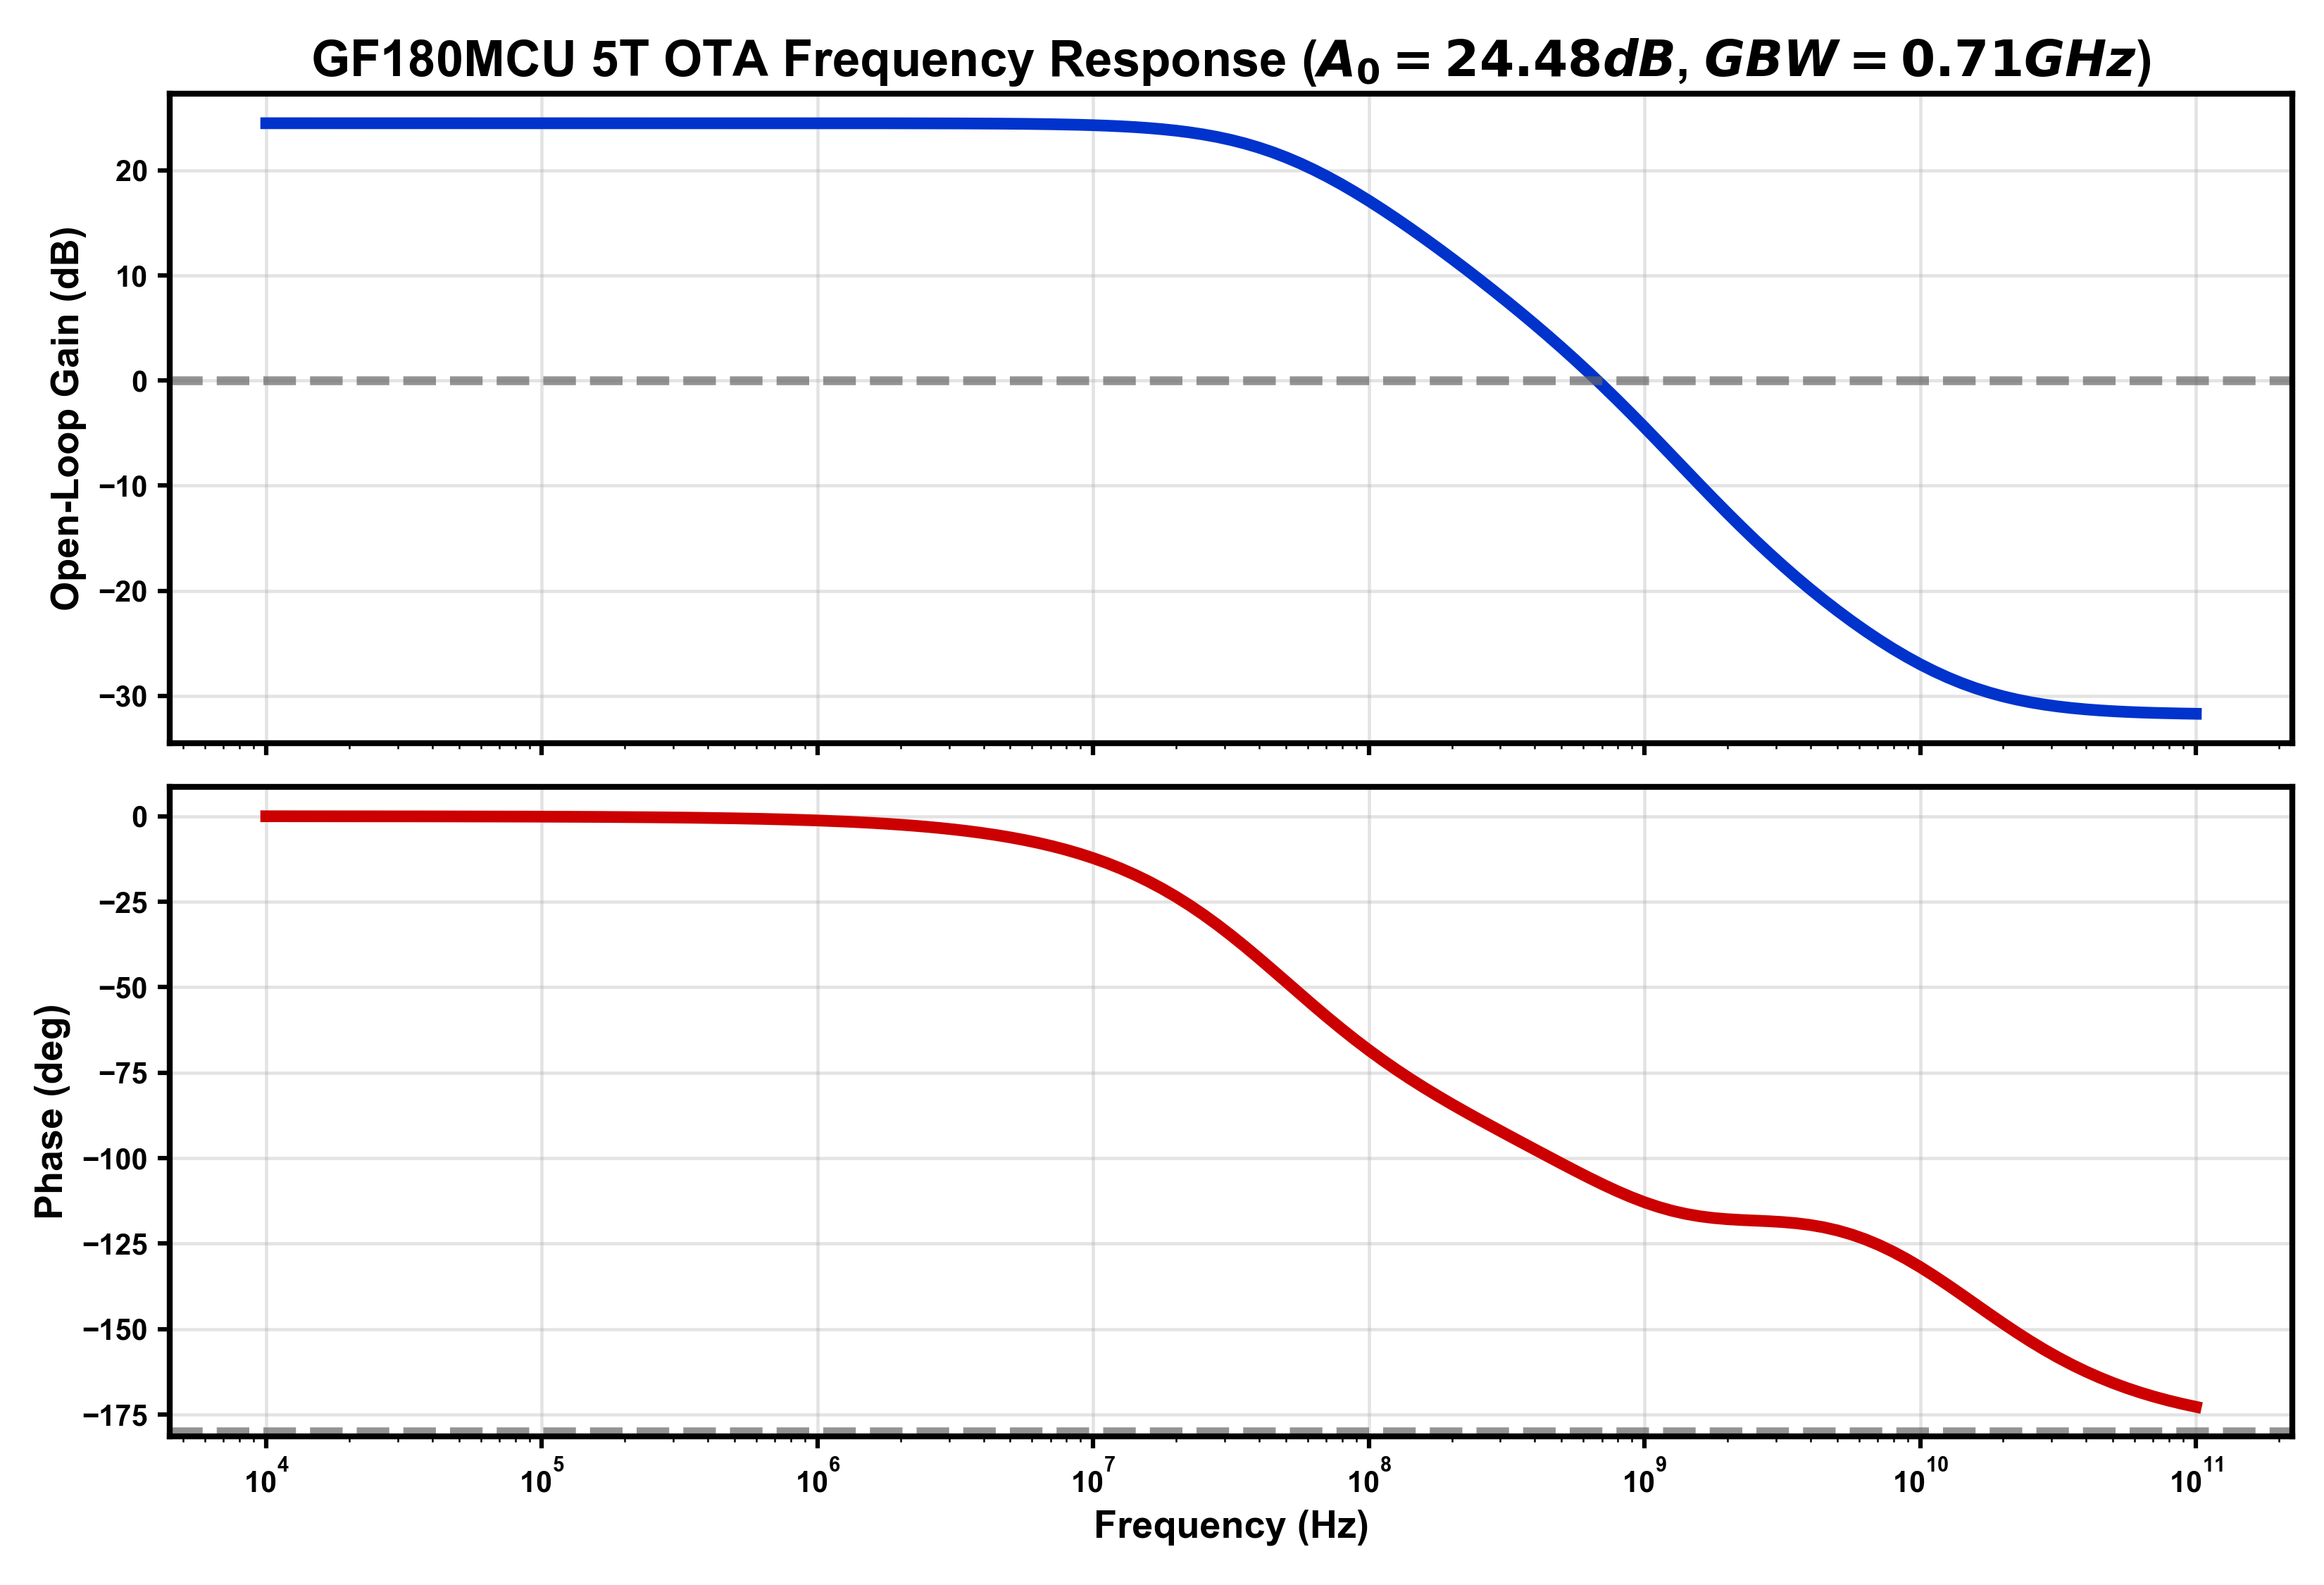 GF180MCU 5T OTA Frequency Response (A₀ = 24.48dB, GBW = 0.71GHz)
Open-Loop Gain (dB)
20
10
0
−10
−20
−30
Phase (deg)
0
−25
−50
−75
−100
−125
−150
−175
10⁴ 10⁵ 10⁶ 10⁷ 10⁸ 10⁹ 10¹⁰ 10¹¹
Frequency (Hz)